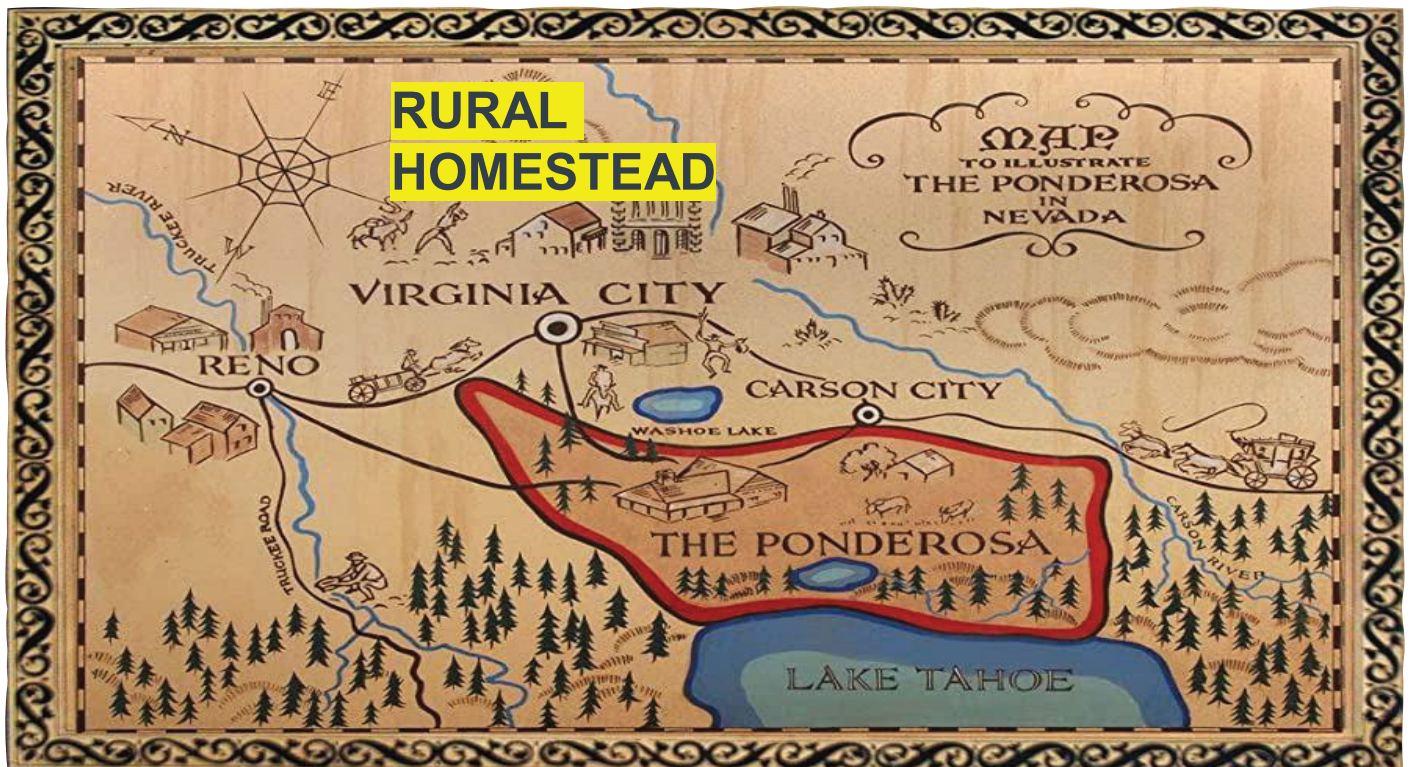 RURAL
HOMESTEAD
MAP
TO ILLUSTRATE
THE PONDEROSA
IN
NEVADA
E
N
W
TRUCKEE RIVER
VIRGINIA CITY
RENO
CARSON CITY
WASHOE LAKE
THE PONDEROSA
TRUCKEE ROAD
CARSON RIVER
LAKE TAHOE